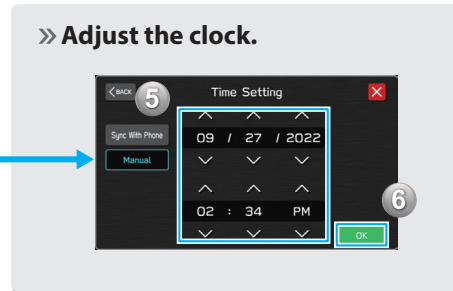 » Adjust the clock.
< BACK
5
Time Setting
Sync With Phone
Manual
09 / 27 / 2022
02 : 34 PM
6
OK